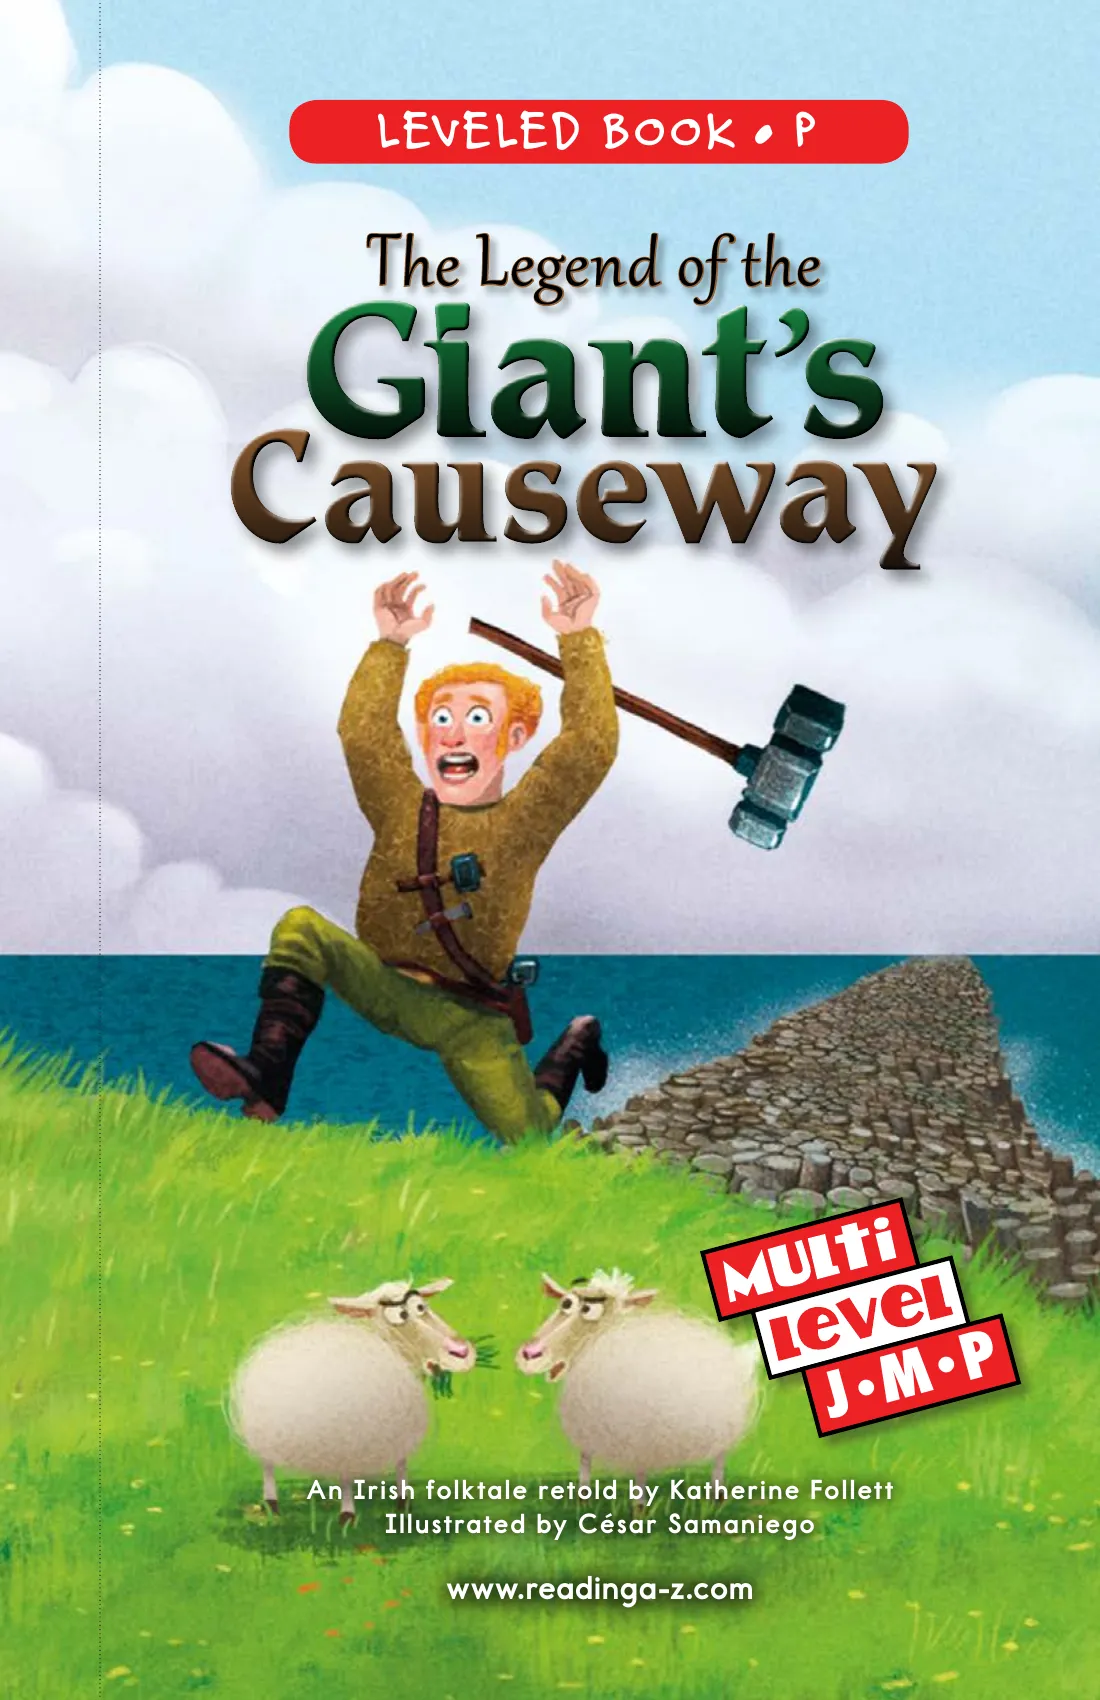 LEVELED BOOK • P
The Legend of the
Giant's
Causeway
Multi
level
J•M•P
An Irish folktale retold by Katherine Follett
Illustrated by César Samaniego
www.readinga-z.com